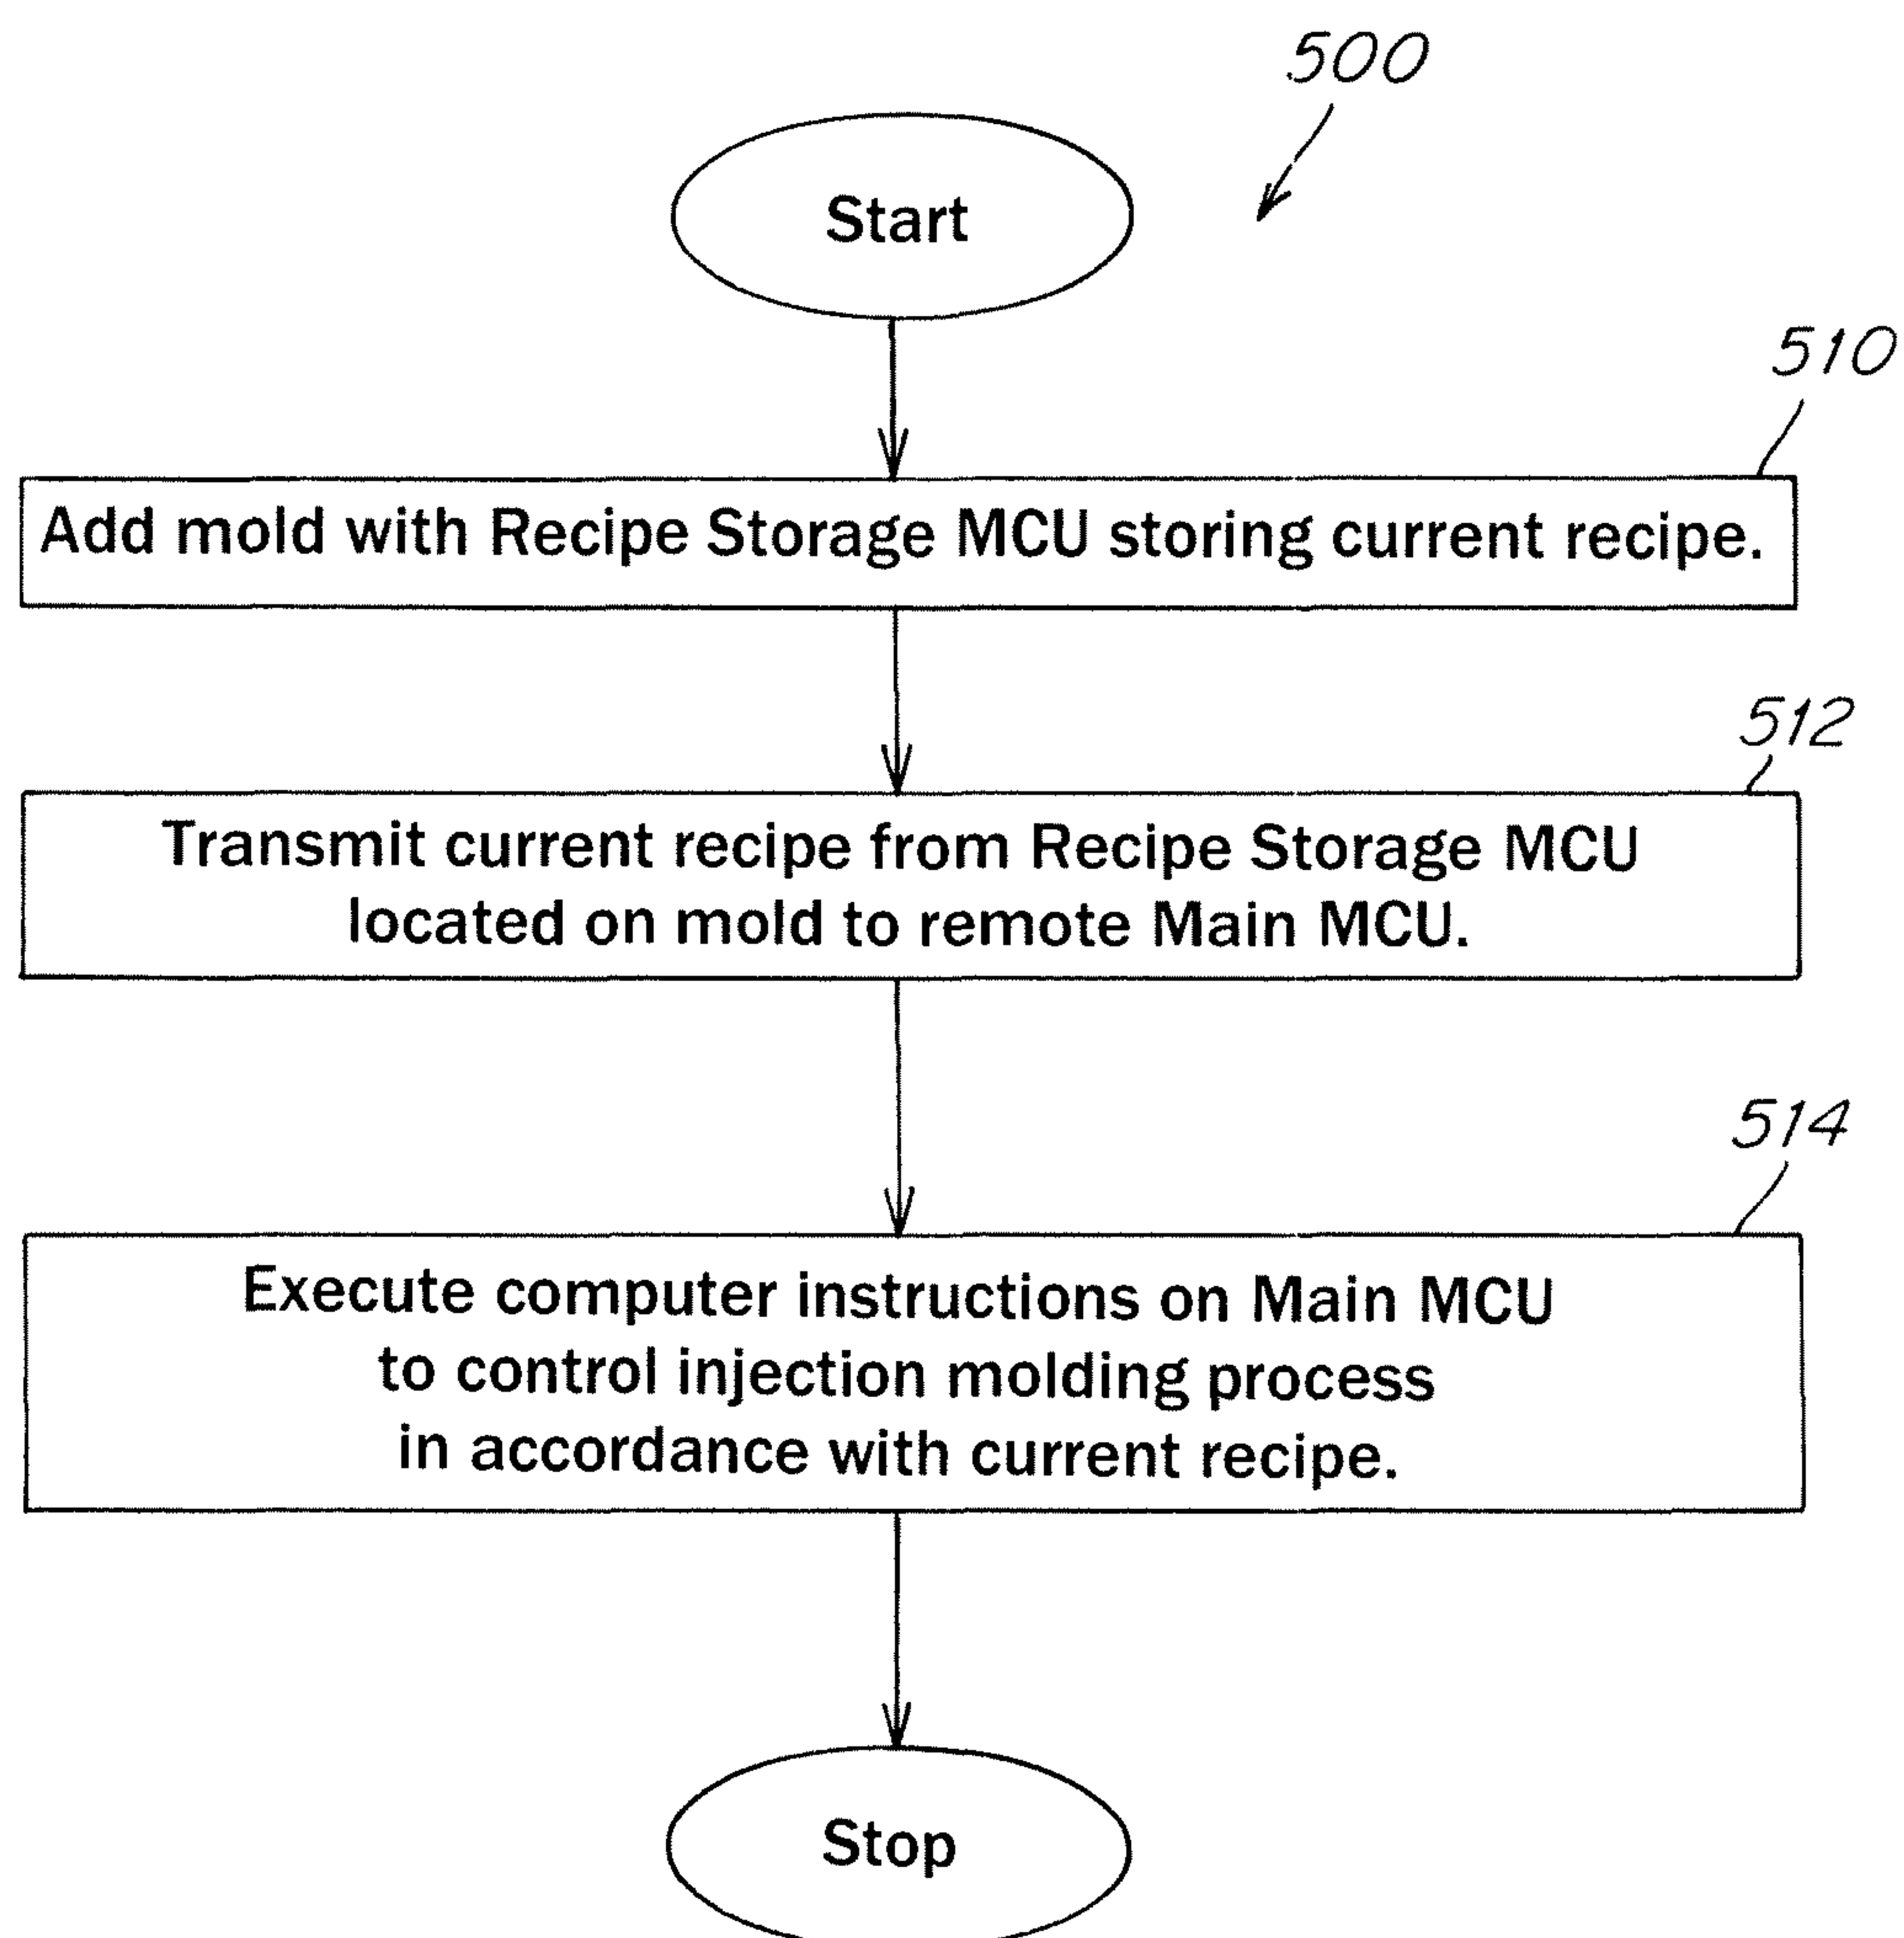 500
Start
510
Add mold with Recipe Storage MCU storing current recipe.
512
Transmit current recipe from Recipe Storage MCU
located on mold to remote Main MCU.
514
Execute computer instructions on Main MCU
to control injection molding process
in accordance with current recipe.
Stop